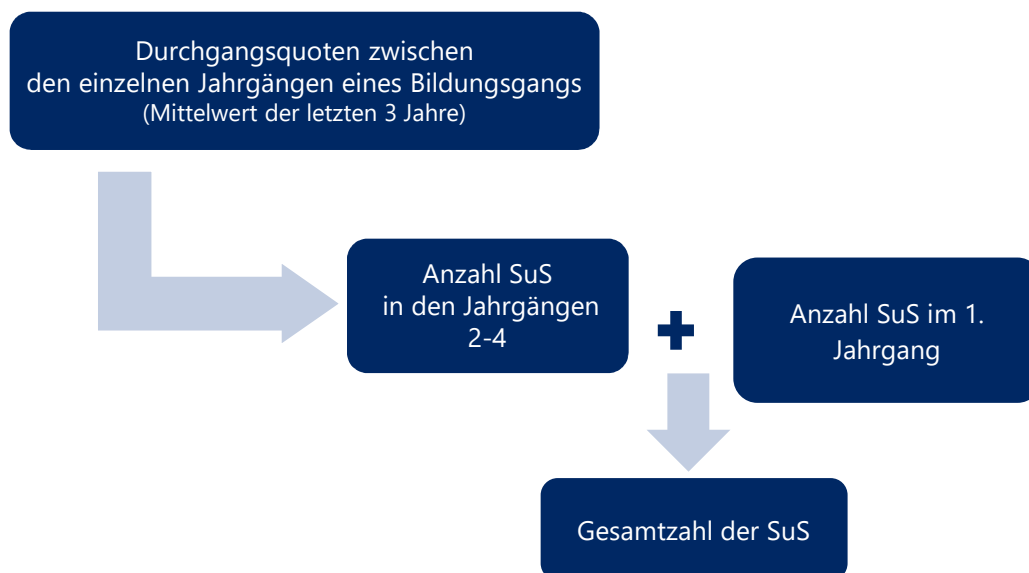 Durchgangsquoten zwischen
den einzelnen Jahrgängen eines Bildungsgangs
(Mittelwert der letzten 3 Jahre)
Anzahl SuS
in den Jahrgängen
2-4
Anzahl SuS im 1.
Jahrgang
Gesamtzahl der SuS